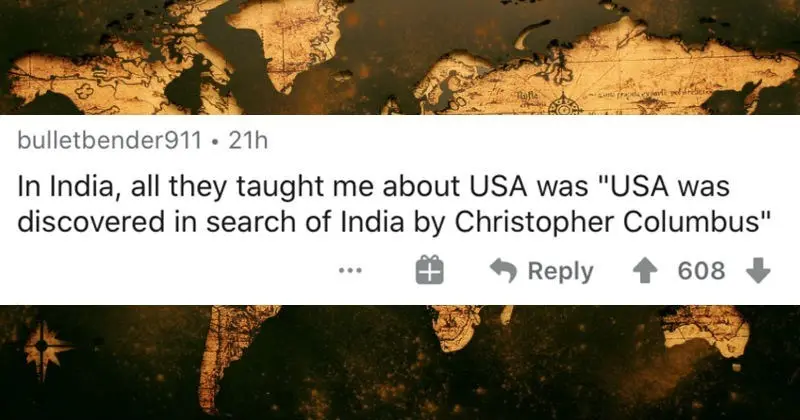 bulletbender911 • 21h
In India, all they taught me about USA was "USA was
discovered in search of India by Christopher Columbus"
Reply 608